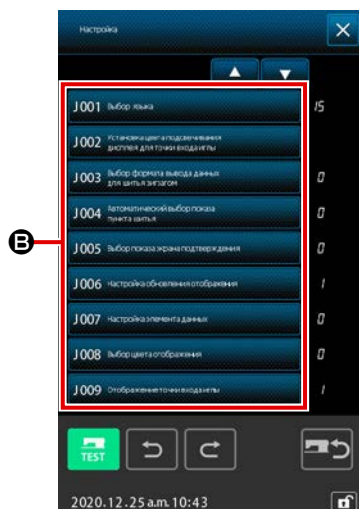 Настройка
J001 Выбор языка 15
J002 Установка цвета подсвечивания
дисплея для точки входа иглы
J003 Выбор формата вывода данных
для шитья зигзагом 0
J004 Автоматический выбор показа
пункта шитья 0
B
J005 Выбор показа экрана подтверждения 0
J006 Настройка обновления отображения 1
J007 Настройка элемента данных 0
J008 Выбор цвета отображения 0
J009 Отображение точки входа иглы 1
TEST
2020.12.25 a.m. 10:43